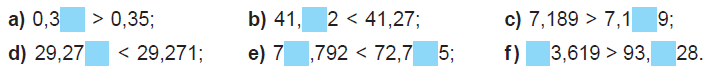 a) 0,3 > 0,35; b) 41, 2 < 41,27; c) 7,189 > 7,1 9;
d) 29,27 < 29,271; e) 7 ,792 < 72,7 5; f) 3,619 > 93, 28.